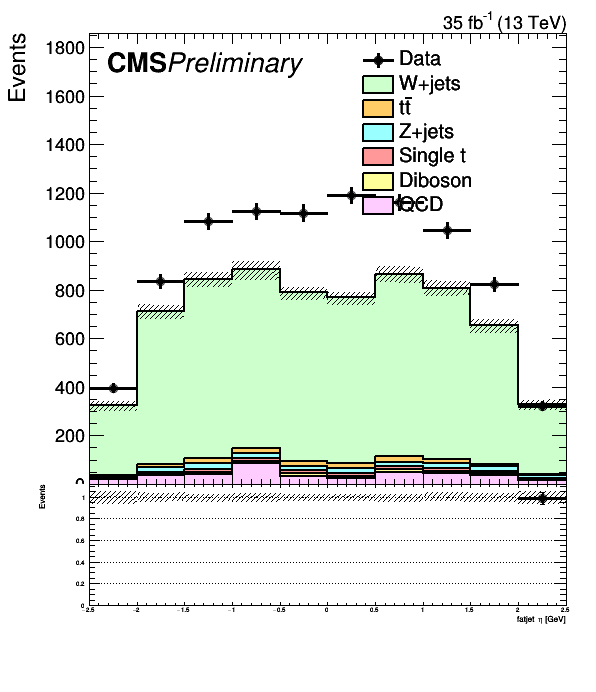 35 fb⁻¹ (13 TeV)
Events
CMS Preliminary
Data
W+jets
tt̄
Z+jets
Single t
Diboson
QCD
1800
1600
1400
1200
1000
800
600
400
200
0
Events
1
0.8
0.6
0.4
0.2
0
−2.5 −2 −1.5 −1 −0.5 0 0.5 1 1.5 2 2.5
fatjet η [GeV]